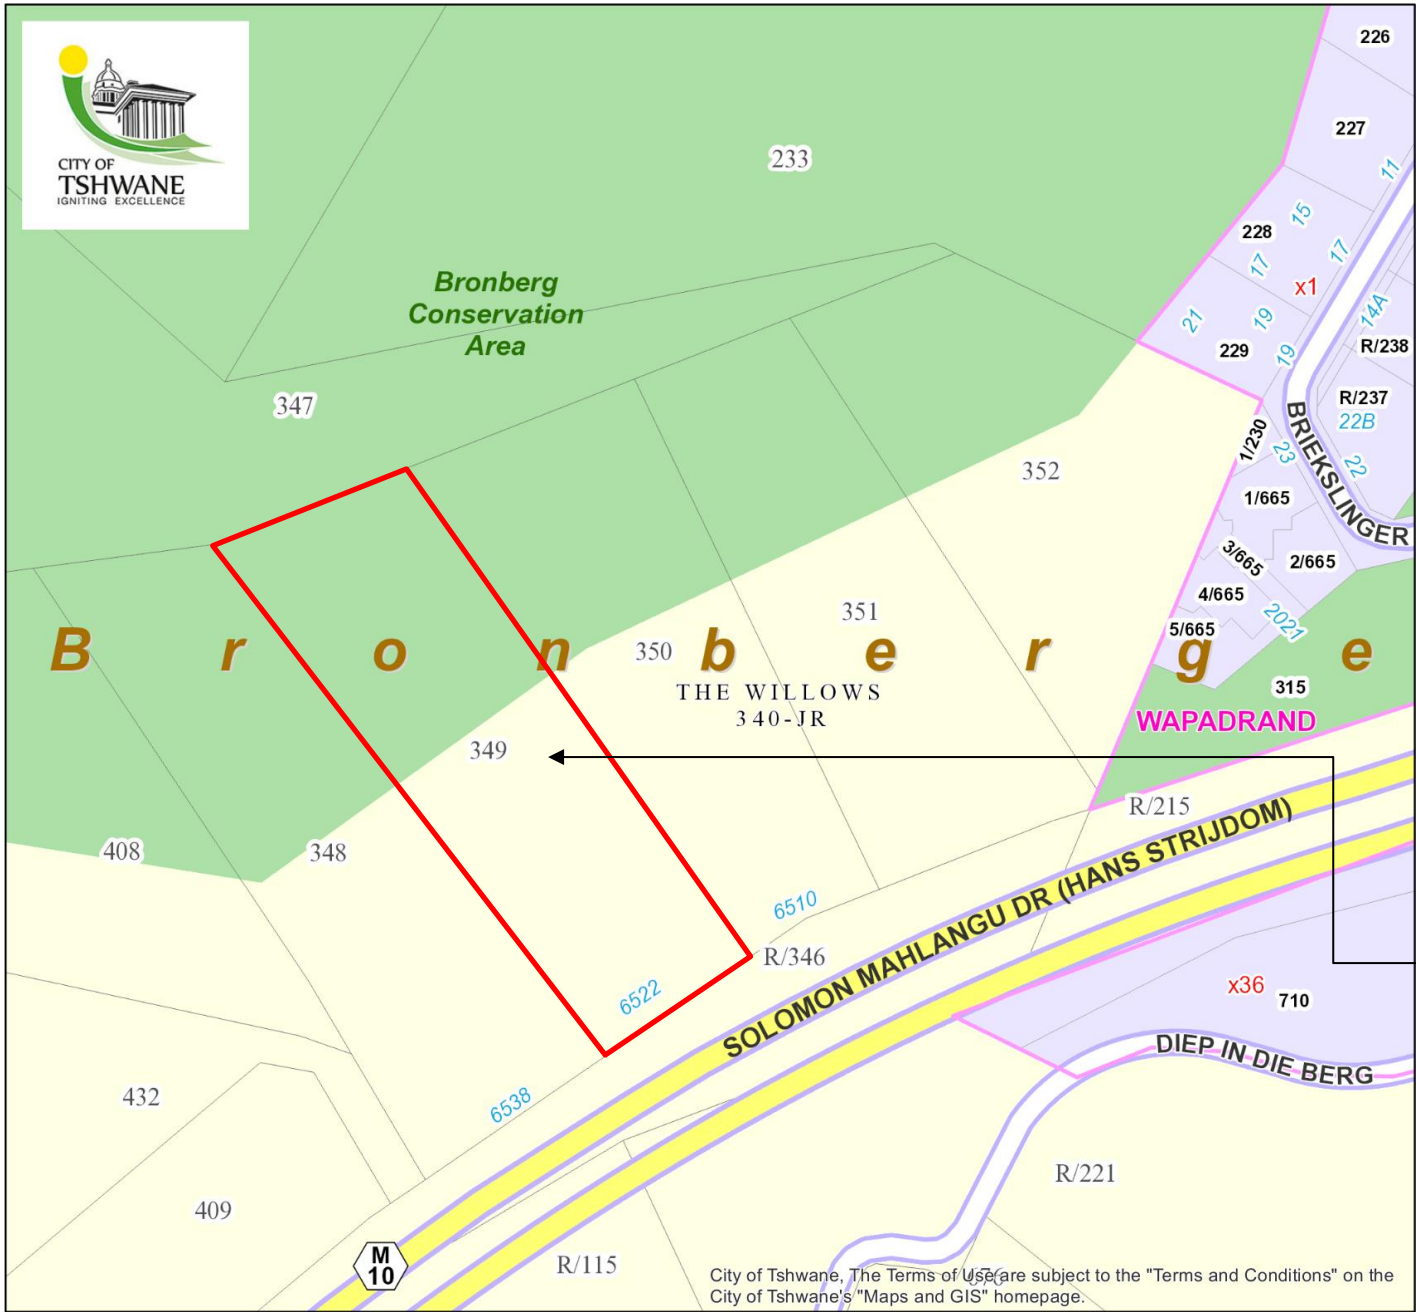 CITY OF
TSHWANE
IGNITING EXCELLENCE
226
227
11
15
228
17
17
x1
233
21
19
14A
229
19
R/238
R/237
22B
BRIEKSLINGER
1/230
23
22
1/665
3/665
2/665
4/665
2021
5/665
315
WAPADRAND
Bronberg
Conservation
Area
347
352
351
350
Bronberge
THE WILLOWS
340-JR
349
408
348
R/215
SOLOMON MAHLANGU DR (HANS STRIJDOM)
6510
R/346
6522
x36
710
DIEP IN DIE BERG
6538
432
409
R/221
M
10
R/115
City of Tshwane, The Terms of Use are subject to the "Terms and Conditions" on the
City of Tshwane's "Maps and GIS" homepage.